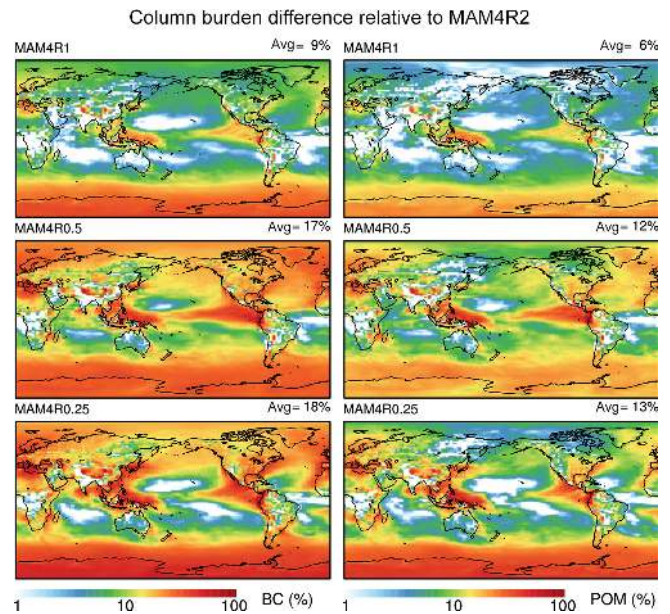 Column burden difference relative to MAM4R2
MAM4R1 Avg= 9% MAM4R1 Avg= 6%
MAM4R0.5 Avg= 17% MAM4R0.5 Avg= 12%
MAM4R0.25 Avg= 18% MAM4R0.25 Avg= 13%
1 10 100 BC (%) 1 10 100 POM (%)